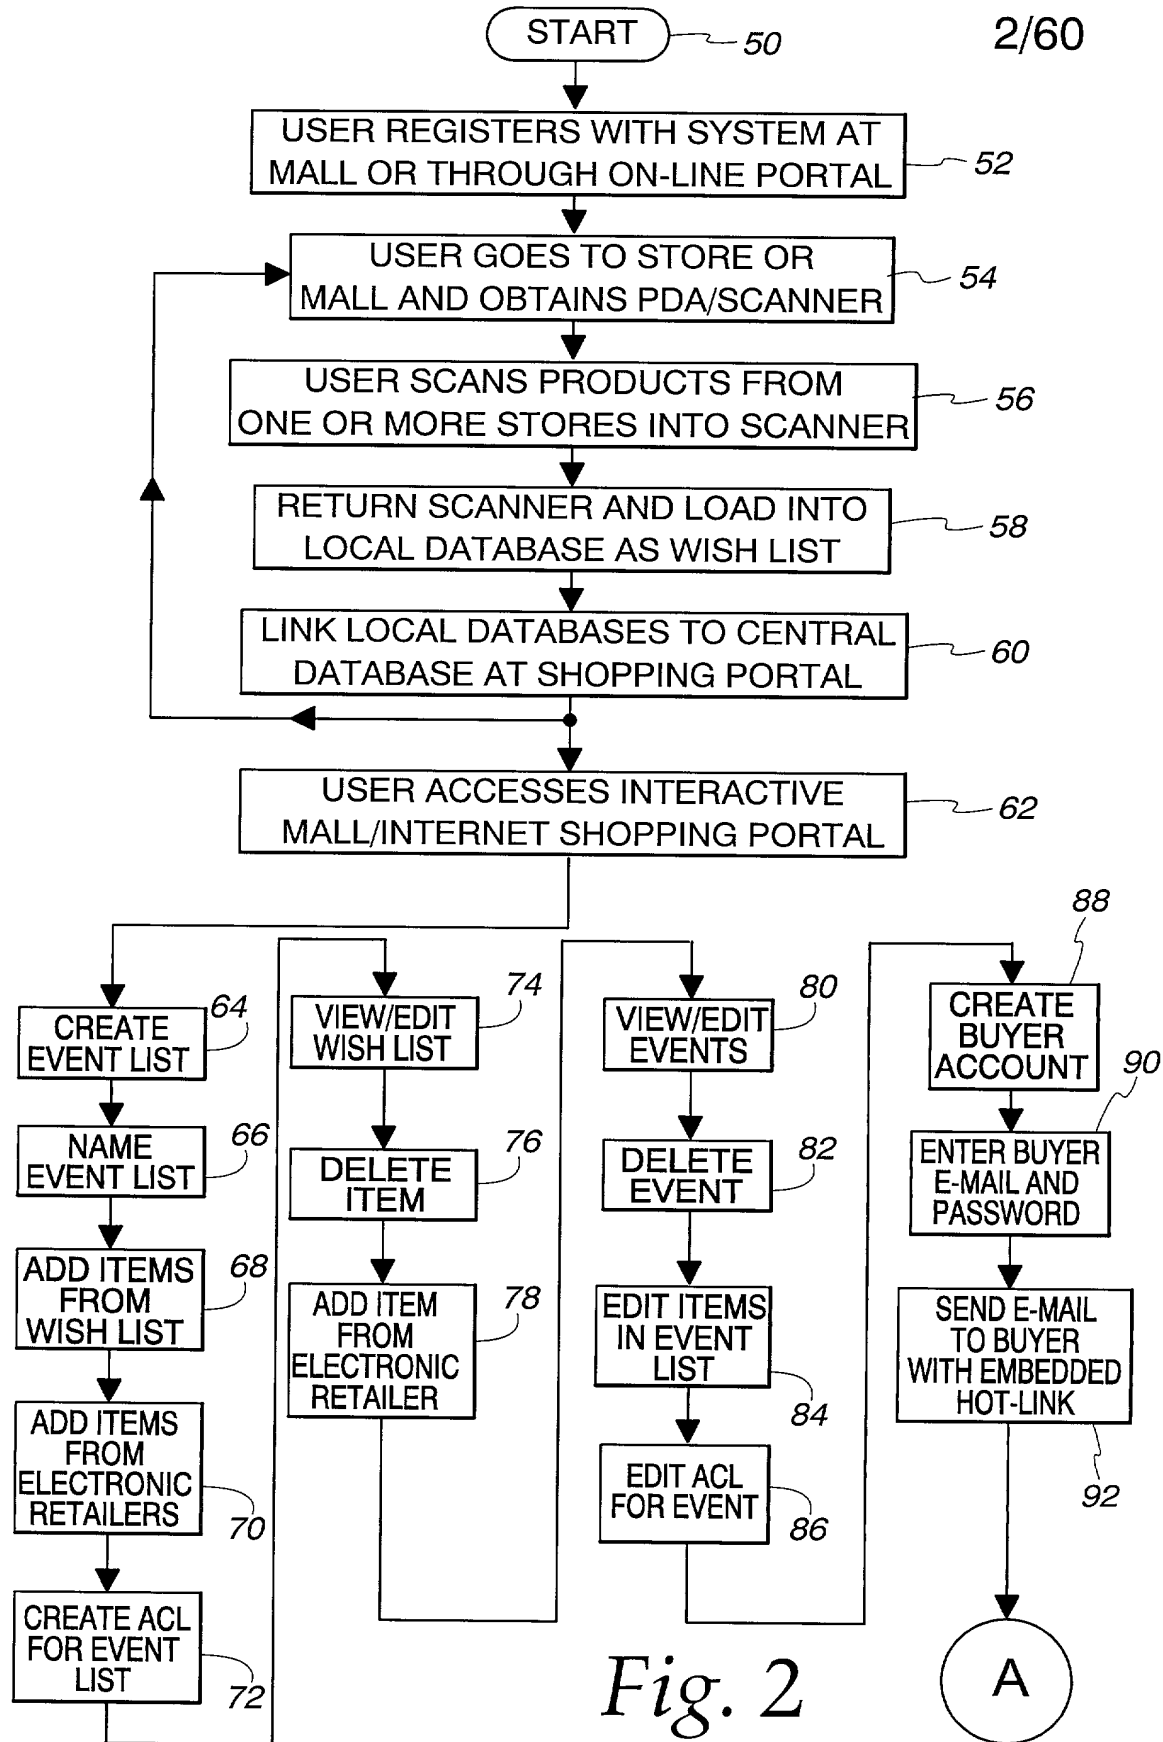 2/60
START
50
USER REGISTERS WITH SYSTEM AT
MALL OR THROUGH ON-LINE PORTAL
52
USER GOES TO STORE OR
MALL AND OBTAINS PDA/SCANNER
54
USER SCANS PRODUCTS FROM
ONE OR MORE STORES INTO SCANNER
56
RETURN SCANNER AND LOAD INTO
LOCAL DATABASE AS WISH LIST
58
LINK LOCAL DATABASES TO CENTRAL
DATABASE AT SHOPPING PORTAL
60
USER ACCESSES INTERACTIVE
MALL/INTERNET SHOPPING PORTAL
62
CREATE
EVENT LIST
64
NAME
EVENT LIST
66
ADD ITEMS
FROM
WISH LIST
68
ADD ITEMS
FROM
ELECTRONIC
RETAILERS
70
CREATE ACL
FOR EVENT
LIST
72
VIEW/EDIT
WISH LIST
74
DELETE
ITEM
76
ADD ITEM
FROM
ELECTRONIC
RETAILER
78
VIEW/EDIT
EVENTS
80
DELETE
EVENT
82
EDIT ITEMS
IN EVENT
LIST
84
EDIT ACL
FOR EVENT
86
CREATE
BUYER
ACCOUNT
88
ENTER BUYER
E-MAIL AND
PASSWORD
90
SEND E-MAIL
TO BUYER
WITH EMBEDDED
HOT-LINK
92
A
Fig. 2